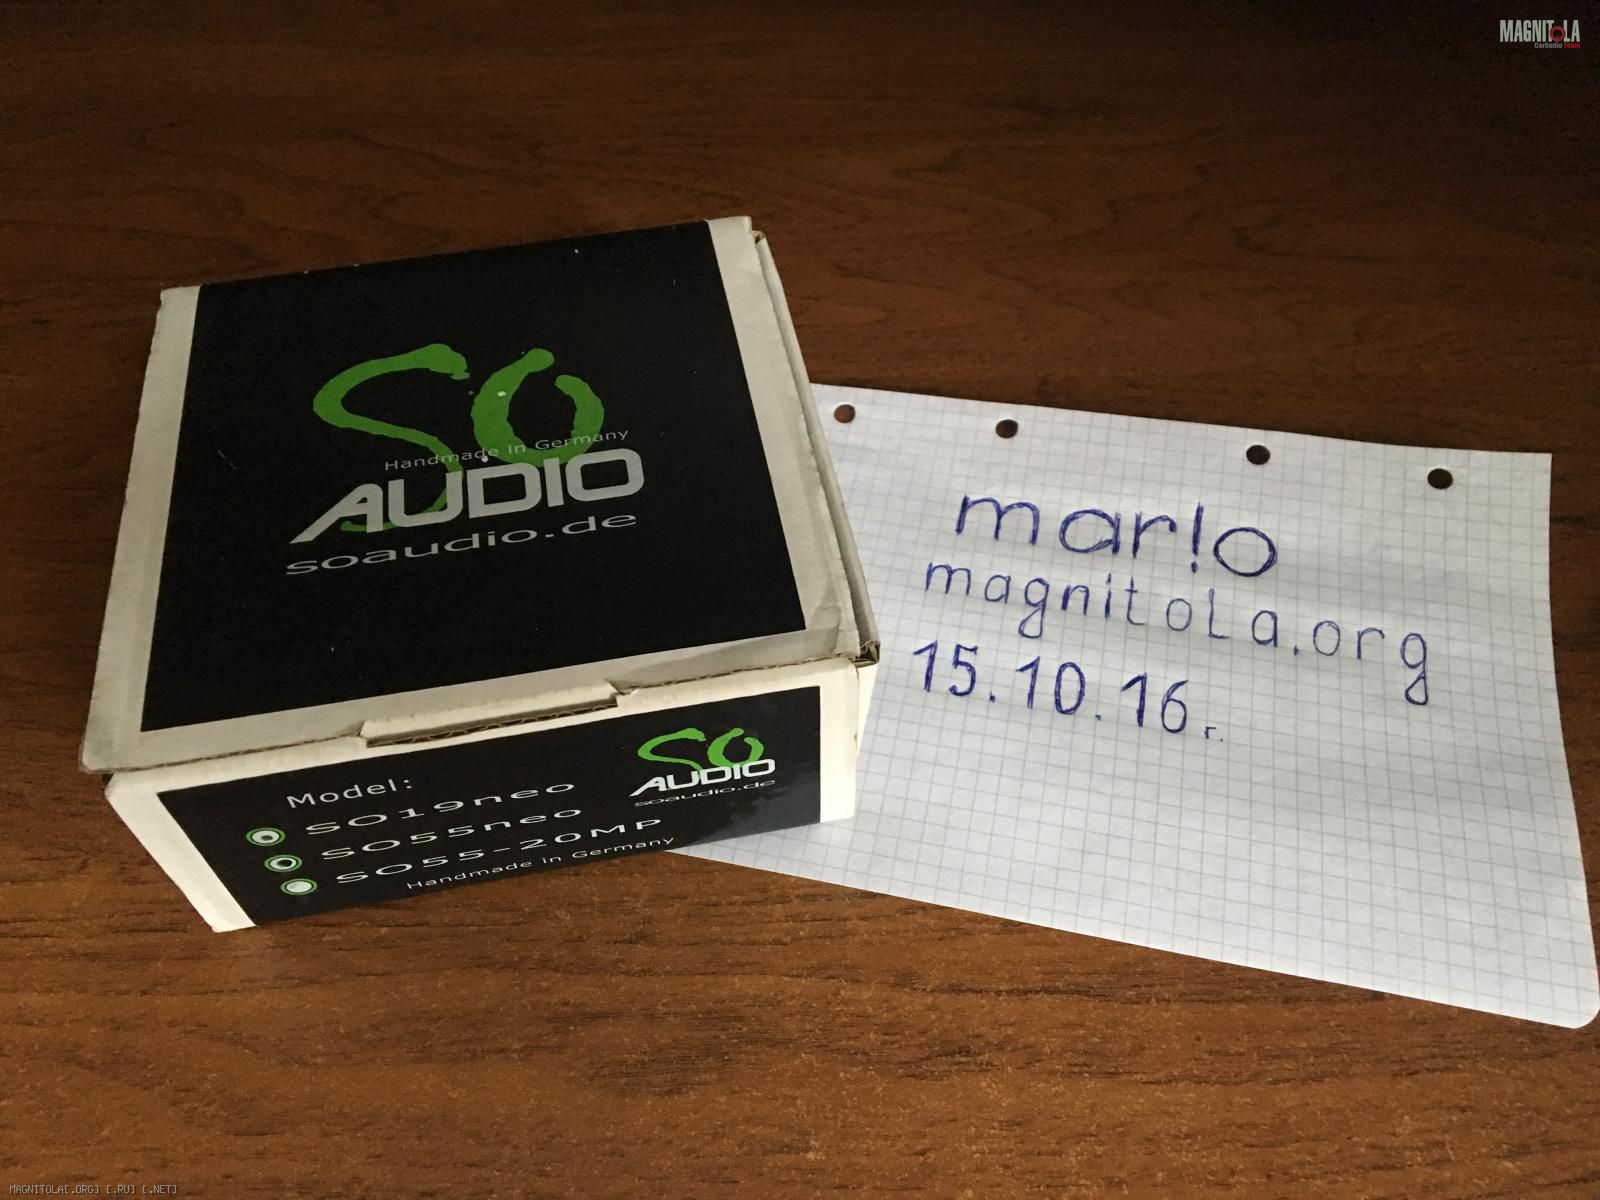 MAGNITOLA
CarAudio Team
SO
Handmade in Germany
AUDIO
soaudio.de
Model:
SO19neo
SO55neo
SO55-20MP
Handmade in Germany
SO
AUDIO
soaudio.de
mar!o
magnitoLa.org
15.10.16г.
MAGNITOLA[.ORG] [.RU] [.NET]